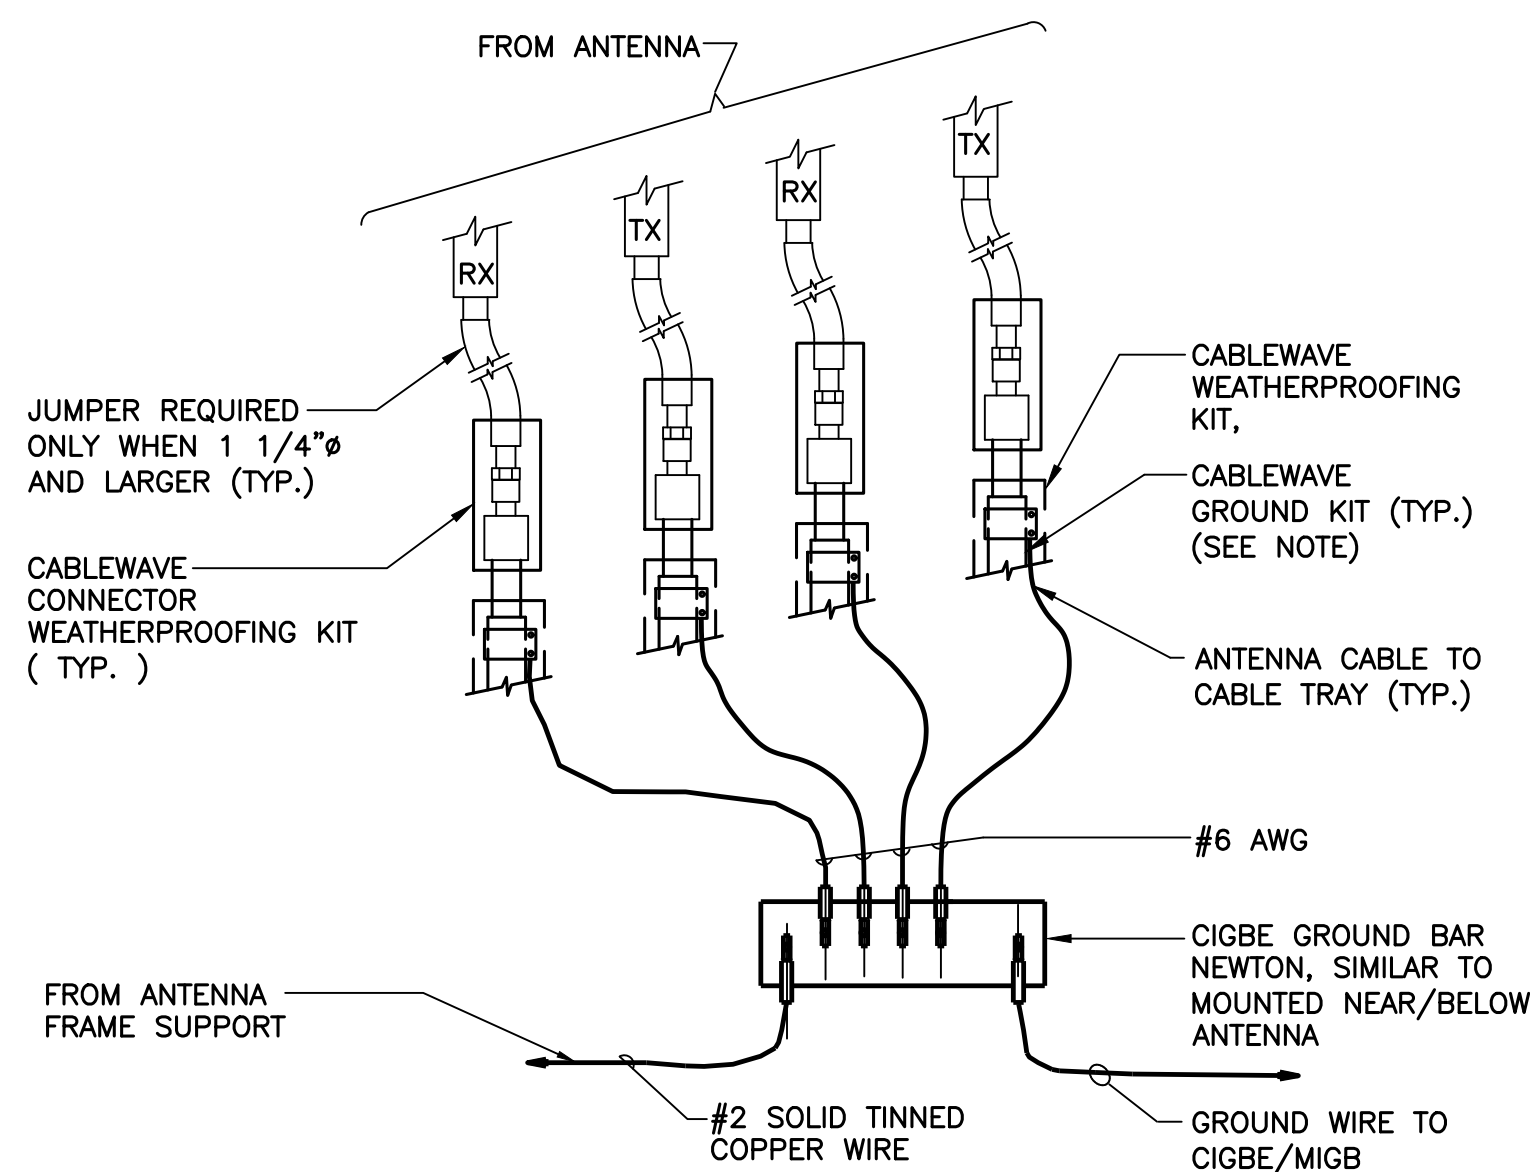 FROM ANTENNA
TX
RX
TX
RX
JUMPER REQUIRED
ONLY WHEN 1 1/4"ø
AND LARGER (TYP.)
CABLEWAVE
CONNECTOR
WEATHERPROOFING KIT
( TYP. )
CABLEWAVE
WEATHERPROOFING
KIT,
CABLEWAVE
GROUND KIT (TYP.)
(SEE NOTE)
ANTENNA CABLE TO
CABLE TRAY (TYP.)
#6 AWG
CIGBE GROUND BAR
NEWTON, SIMILAR TO
MOUNTED NEAR/BELOW
ANTENNA
FROM ANTENNA
FRAME SUPPORT
#2 SOLID TINNED
COPPER WIRE
GROUND WIRE TO
CIGBE/MIGB